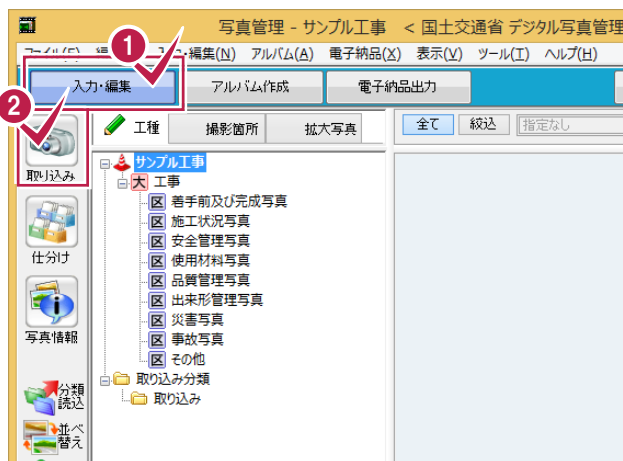 写真管理 - サンプル工事 < 国土交通省 デジタル写真管理
ファイル(F) 入力・編集(N) アルバム(A) 電子納品(X) 表示(V) ツール(T) ヘルプ(H)
1
入力・編集 アルバム作成 電子納品出力
2
工種 撮影箇所 拡大写真 全て 絞込 指定なし
取り込み
サンプル工事
大 工事
区 着手前及び完成写真
区 施工状況写真
区 安全管理写真
仕分け
区 使用材料写真
区 品質管理写真
区 出来形管理写真
区 災害写真
写真情報
区 事故写真
区 その他
取り込み分類
取り込み
分類
読込
並べ
替え